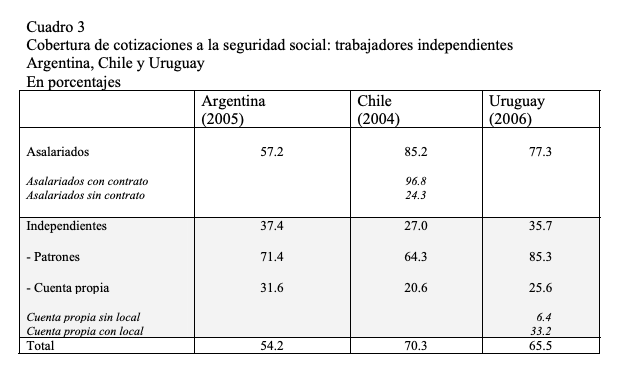 Cuadro 3
Cobertura de cotizaciones a la seguridad social: trabajadores independientes
Argentina, Chile y Uruguay
En porcentajes
Argentina (2005) Chile (2004) Uruguay (2006)
Asalariados 57.2 85.2 77.3
Asalariados con contrato 96.8
Asalariados sin contrato 24.3
Independientes 37.4 27.0 35.7
- Patrones 71.4 64.3 85.3
- Cuenta propia 31.6 20.6 25.6
Cuenta propia sin local 6.4
Cuenta propia con local 33.2
Total 54.2 70.3 65.5